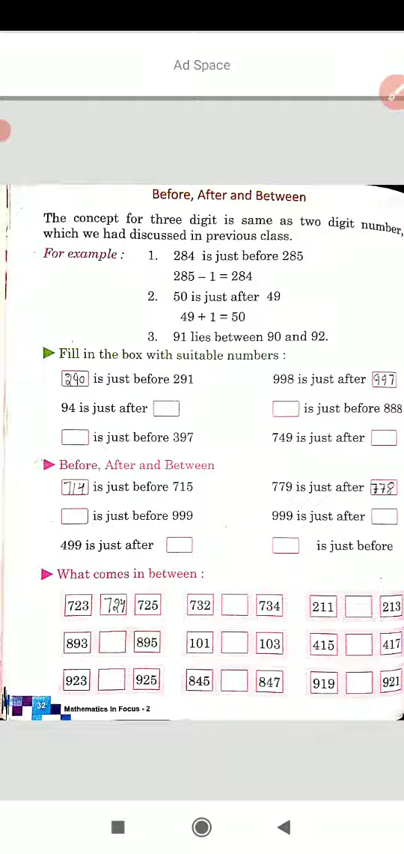 Ad Space
Before, After and Between
The concept for three digit is same as two digit number,
which we had discussed in previous class.
For example : 1. 284 is just before 285
285 – 1 = 284
2. 50 is just after 49
49 + 1 = 50
3. 91 lies between 90 and 92.
Fill in the box with suitable numbers :
290 is just before 291 998 is just after 997
94 is just after is just before 888
is just before 397 749 is just after
Before, After and Between
714 is just before 715 779 is just after 778
is just before 999 999 is just after
499 is just after is just before
What comes in between :
723 724 725 732 734 211 213
893 895 101 103 415 417
923 925 845 847 919 921
32 Mathematics In Focus - 2